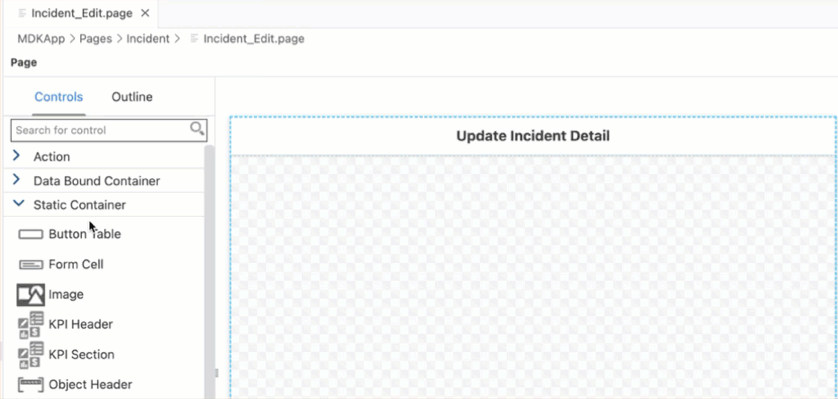 Incident_Edit.page
MDKApp > Pages > Incident > Incident_Edit.page
Page
Controls
Outline
Search for control
Update Incident Detail
Action
Data Bound Container
Static Container
Button Table
Form Cell
Image
KPI Header
KPI Section
Object Header